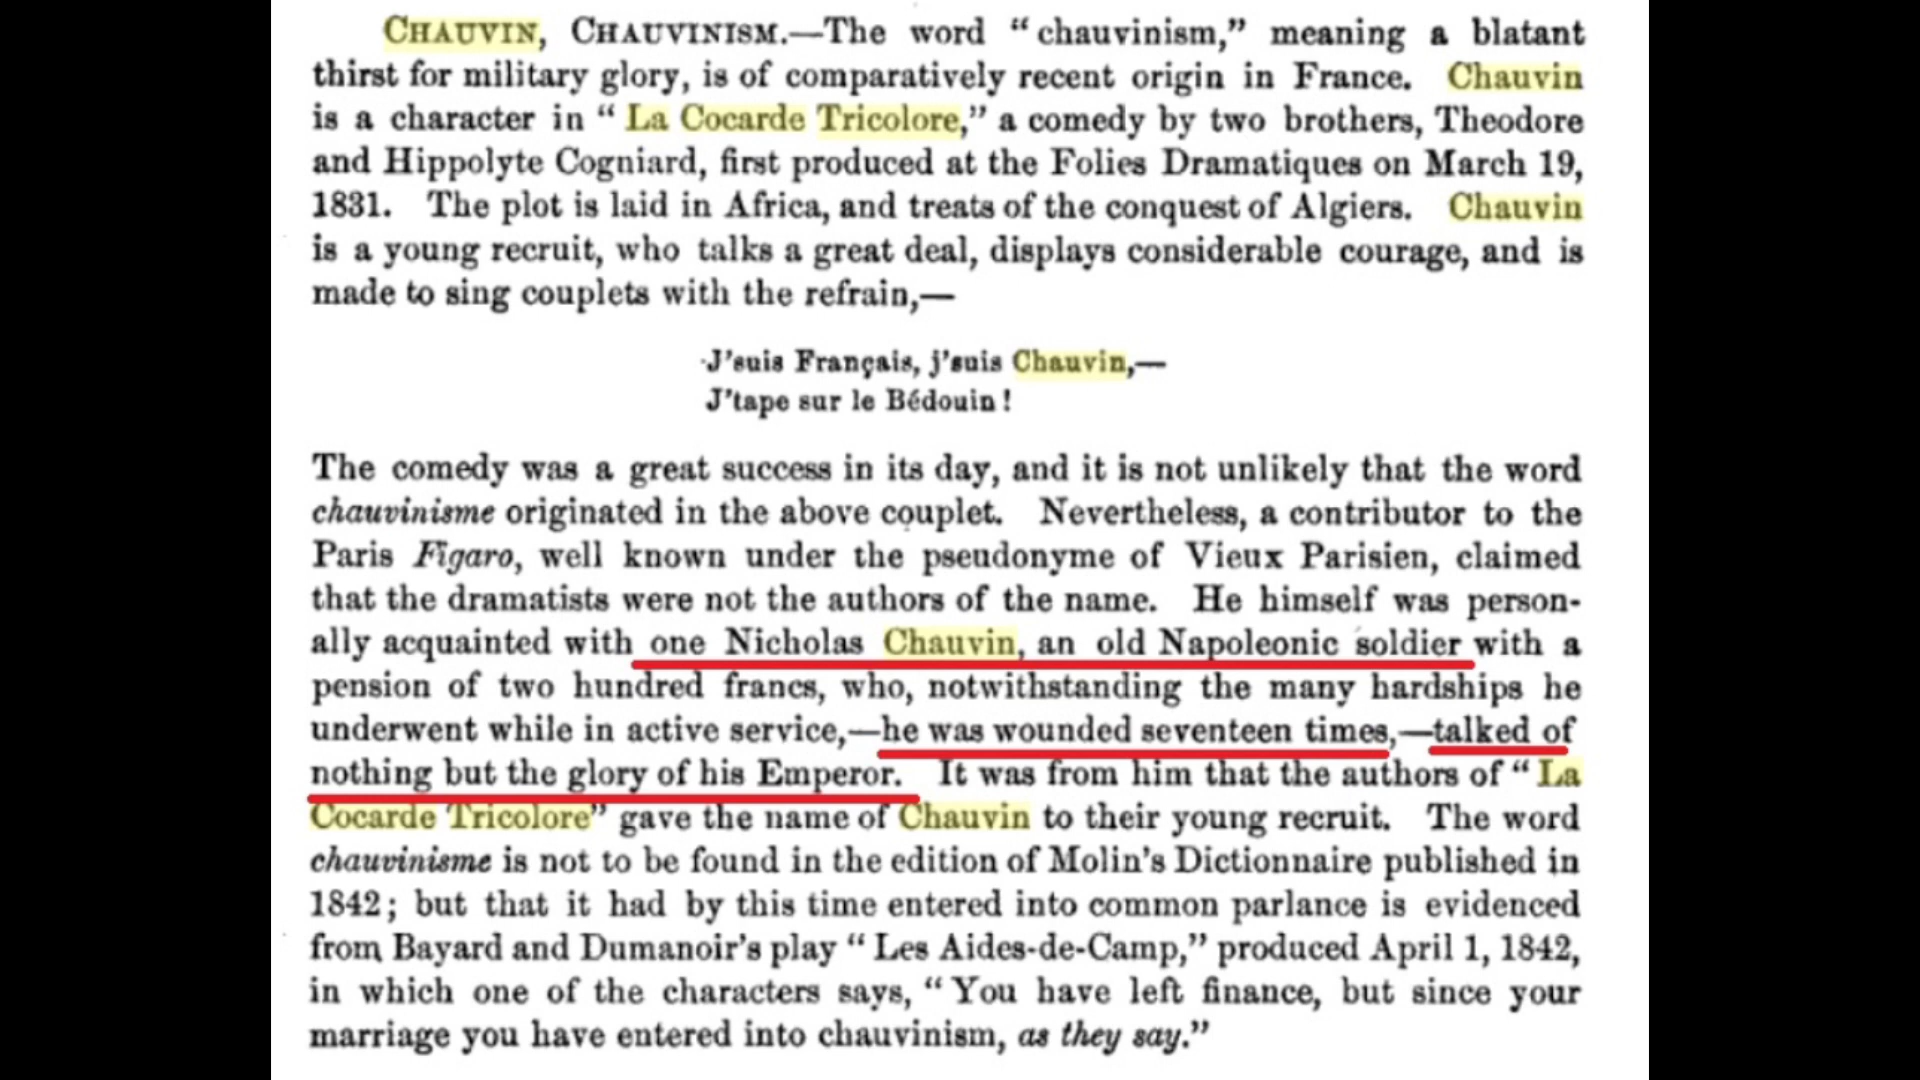 CHAUVIN, CHAUVINISM.—The word “chauvinism,” meaning a blatant
thirst for military glory, is of comparatively recent origin in France. Chauvin
is a character in “ La Cocarde Tricolore,” a comedy by two brothers, Theodore
and Hippolyte Cogniard, first produced at the Folies Dramatiques on March 19,
1831. The plot is laid in Africa, and treats of the conquest of Algiers. Chauvin
is a young recruit, who talks a great deal, displays considerable courage, and is
made to sing couplets with the refrain,—
J’suis Français, j’suis Chauvin,—
J’tape sur le Bédouin !
The comedy was a great success in its day, and it is not unlikely that the word
chauvinisme originated in the above couplet. Nevertheless, a contributor to the
Paris Figaro, well known under the pseudonyme of Vieux Parisien, claimed
that the dramatists were not the authors of the name. He himself was person-
ally acquainted with one Nicholas Chauvin, an old Napoleonic soldier with a
pension of two hundred francs, who, notwithstanding the many hardships he
underwent while in active service,—he was wounded seventeen times,—talked of
nothing but the glory of his Emperor. It was from him that the authors of “ La
Cocarde Tricolore” gave the name of Chauvin to their young recruit. The word
chauvinisme is not to be found in the edition of Molin’s Dictionnaire published in
1842 ; but that it had by this time entered into common parlance is evidenced
from Bayard and Dumanoir’s play “ Les Aides-de-Camp,” produced April 1, 1842,
in which one of the characters says, “ You have left finance, but since your
marriage you have entered into chauvinism, as they say.”